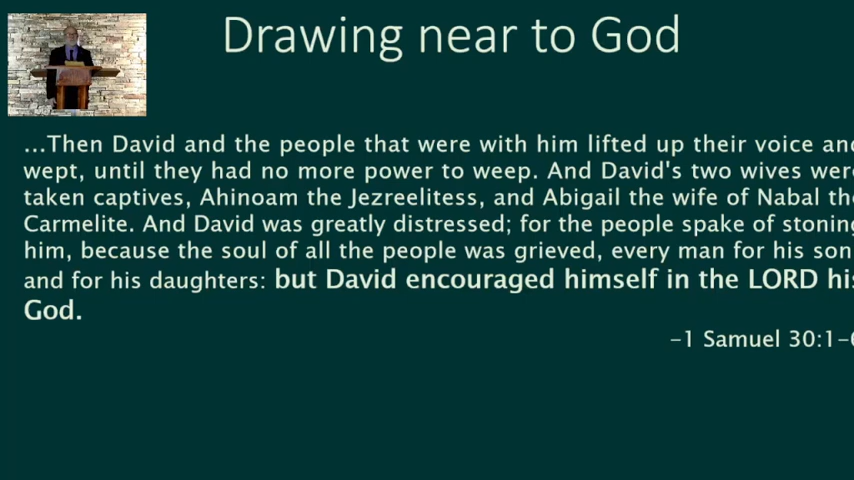 Drawing near to God
...Then David and the people that were with him lifted up their voice and
wept, until they had no more power to weep. And David's two wives were
taken captives, Ahinoam the Jezreelitess, and Abigail the wife of Nabal the
Carmelite. And David was greatly distressed; for the people spake of stoning
him, because the soul of all the people was grieved, every man for his son
and for his daughters: but David encouraged himself in the LORD his
God.
–1 Samuel 30:1–